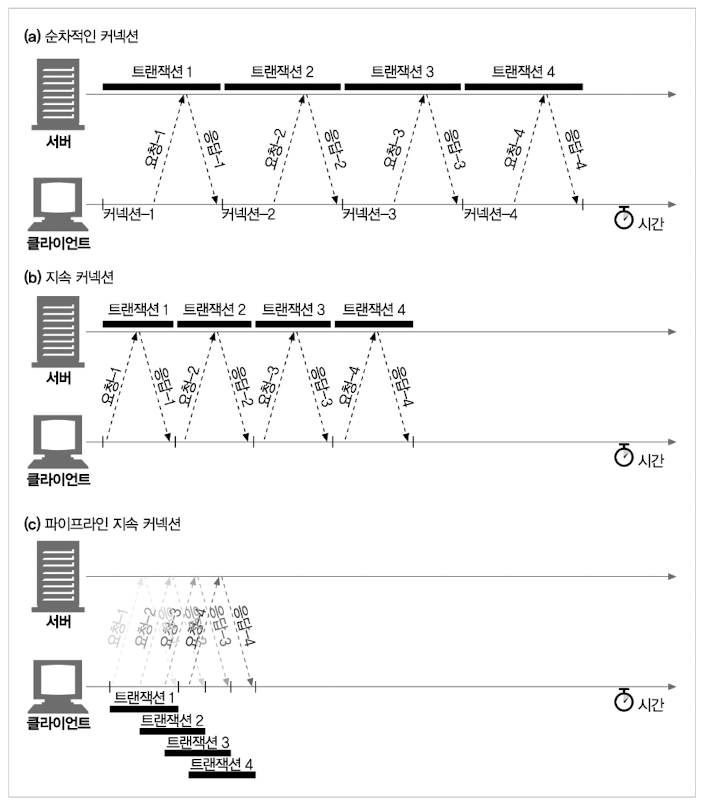 (a) 순차적인 커넥션
트랜잭션 1 트랜잭션 2 트랜잭션 3 트랜잭션 4
서버
요청-1 응답-1 요청-2 응답-2 요청-3 응답-3 요청-4 응답-4
커넥션-1 커넥션-2 커넥션-3 커넥션-4
시간
클라이언트
(b) 지속 커넥션
트랜잭션 1 트랜잭션 2 트랜잭션 3 트랜잭션 4
서버
요청-1 응답-1 요청-2 응답-2 요청-3 응답-3 요청-4 응답-4
시간
클라이언트
(c) 파이프라인 지속 커넥션
서버
요청-1 요청-2 요청-3 요청-4 응답-3 응답-4
시간
클라이언트
트랜잭션 1
트랜잭션 2
트랜잭션 3
트랜잭션 4